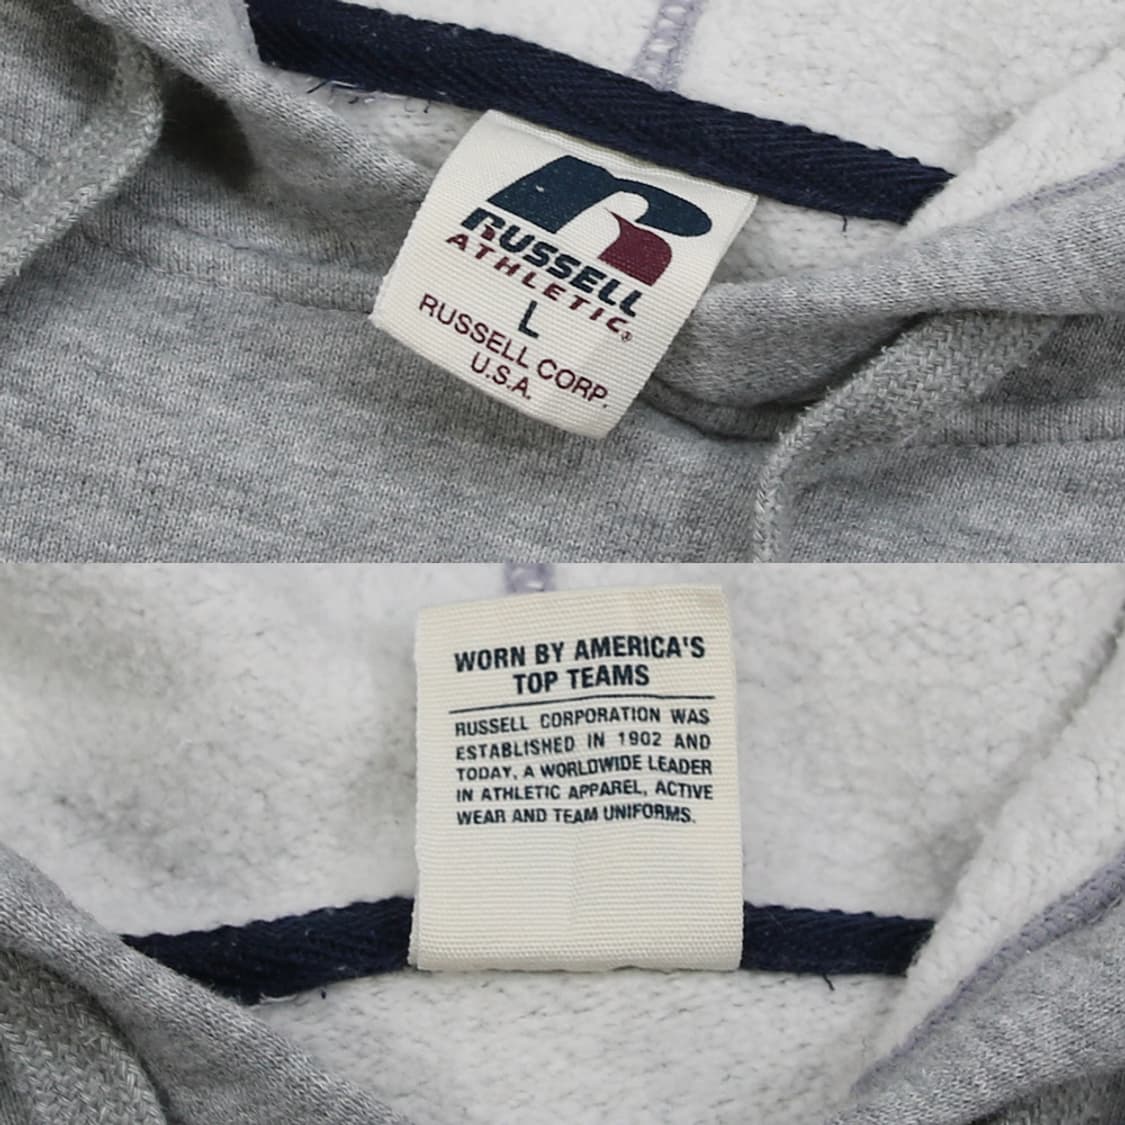 RUSSELL
ATHLETIC®
L
RUSSELL CORP.
U.S.A.
WORN BY AMERICA'S
TOP TEAMS
RUSSELL CORPORATION WAS
ESTABLISHED IN 1902 AND
TODAY, A WORLDWIDE LEADER
IN ATHLETIC APPAREL, ACTIVE
WEAR AND TEAM UNIFORMS.